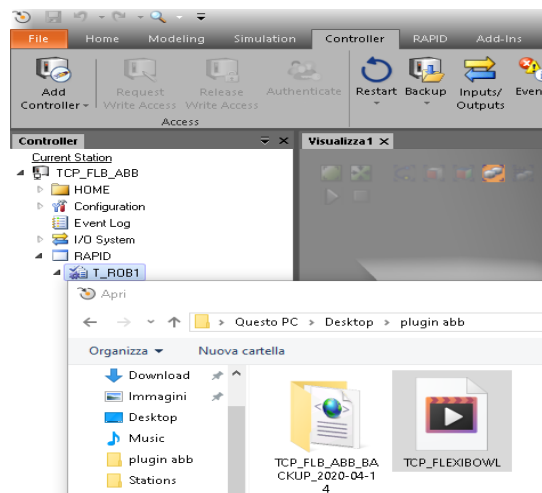 File Home Modeling Simulation Controller RAPID Add-Ins
Add Controller
Request Write Access
Release Write Access
Authenticate
Restart
Backup
Inputs/ Outputs
Even
Access
Controller
Visualizza1
Current Station
TCP_FLB_ABB
HOME
Configuration
Event Log
I/O System
RAPID
T_ROB1
Apri
Questo PC > Desktop > plugin abb
Organizza Nuova cartella
Download
Immagini
Desktop
Music
plugin abb
Stations
TCP_FLB_ABB_BA
CKUP_2020-04-1
4
TCP_FLEXIBOWL